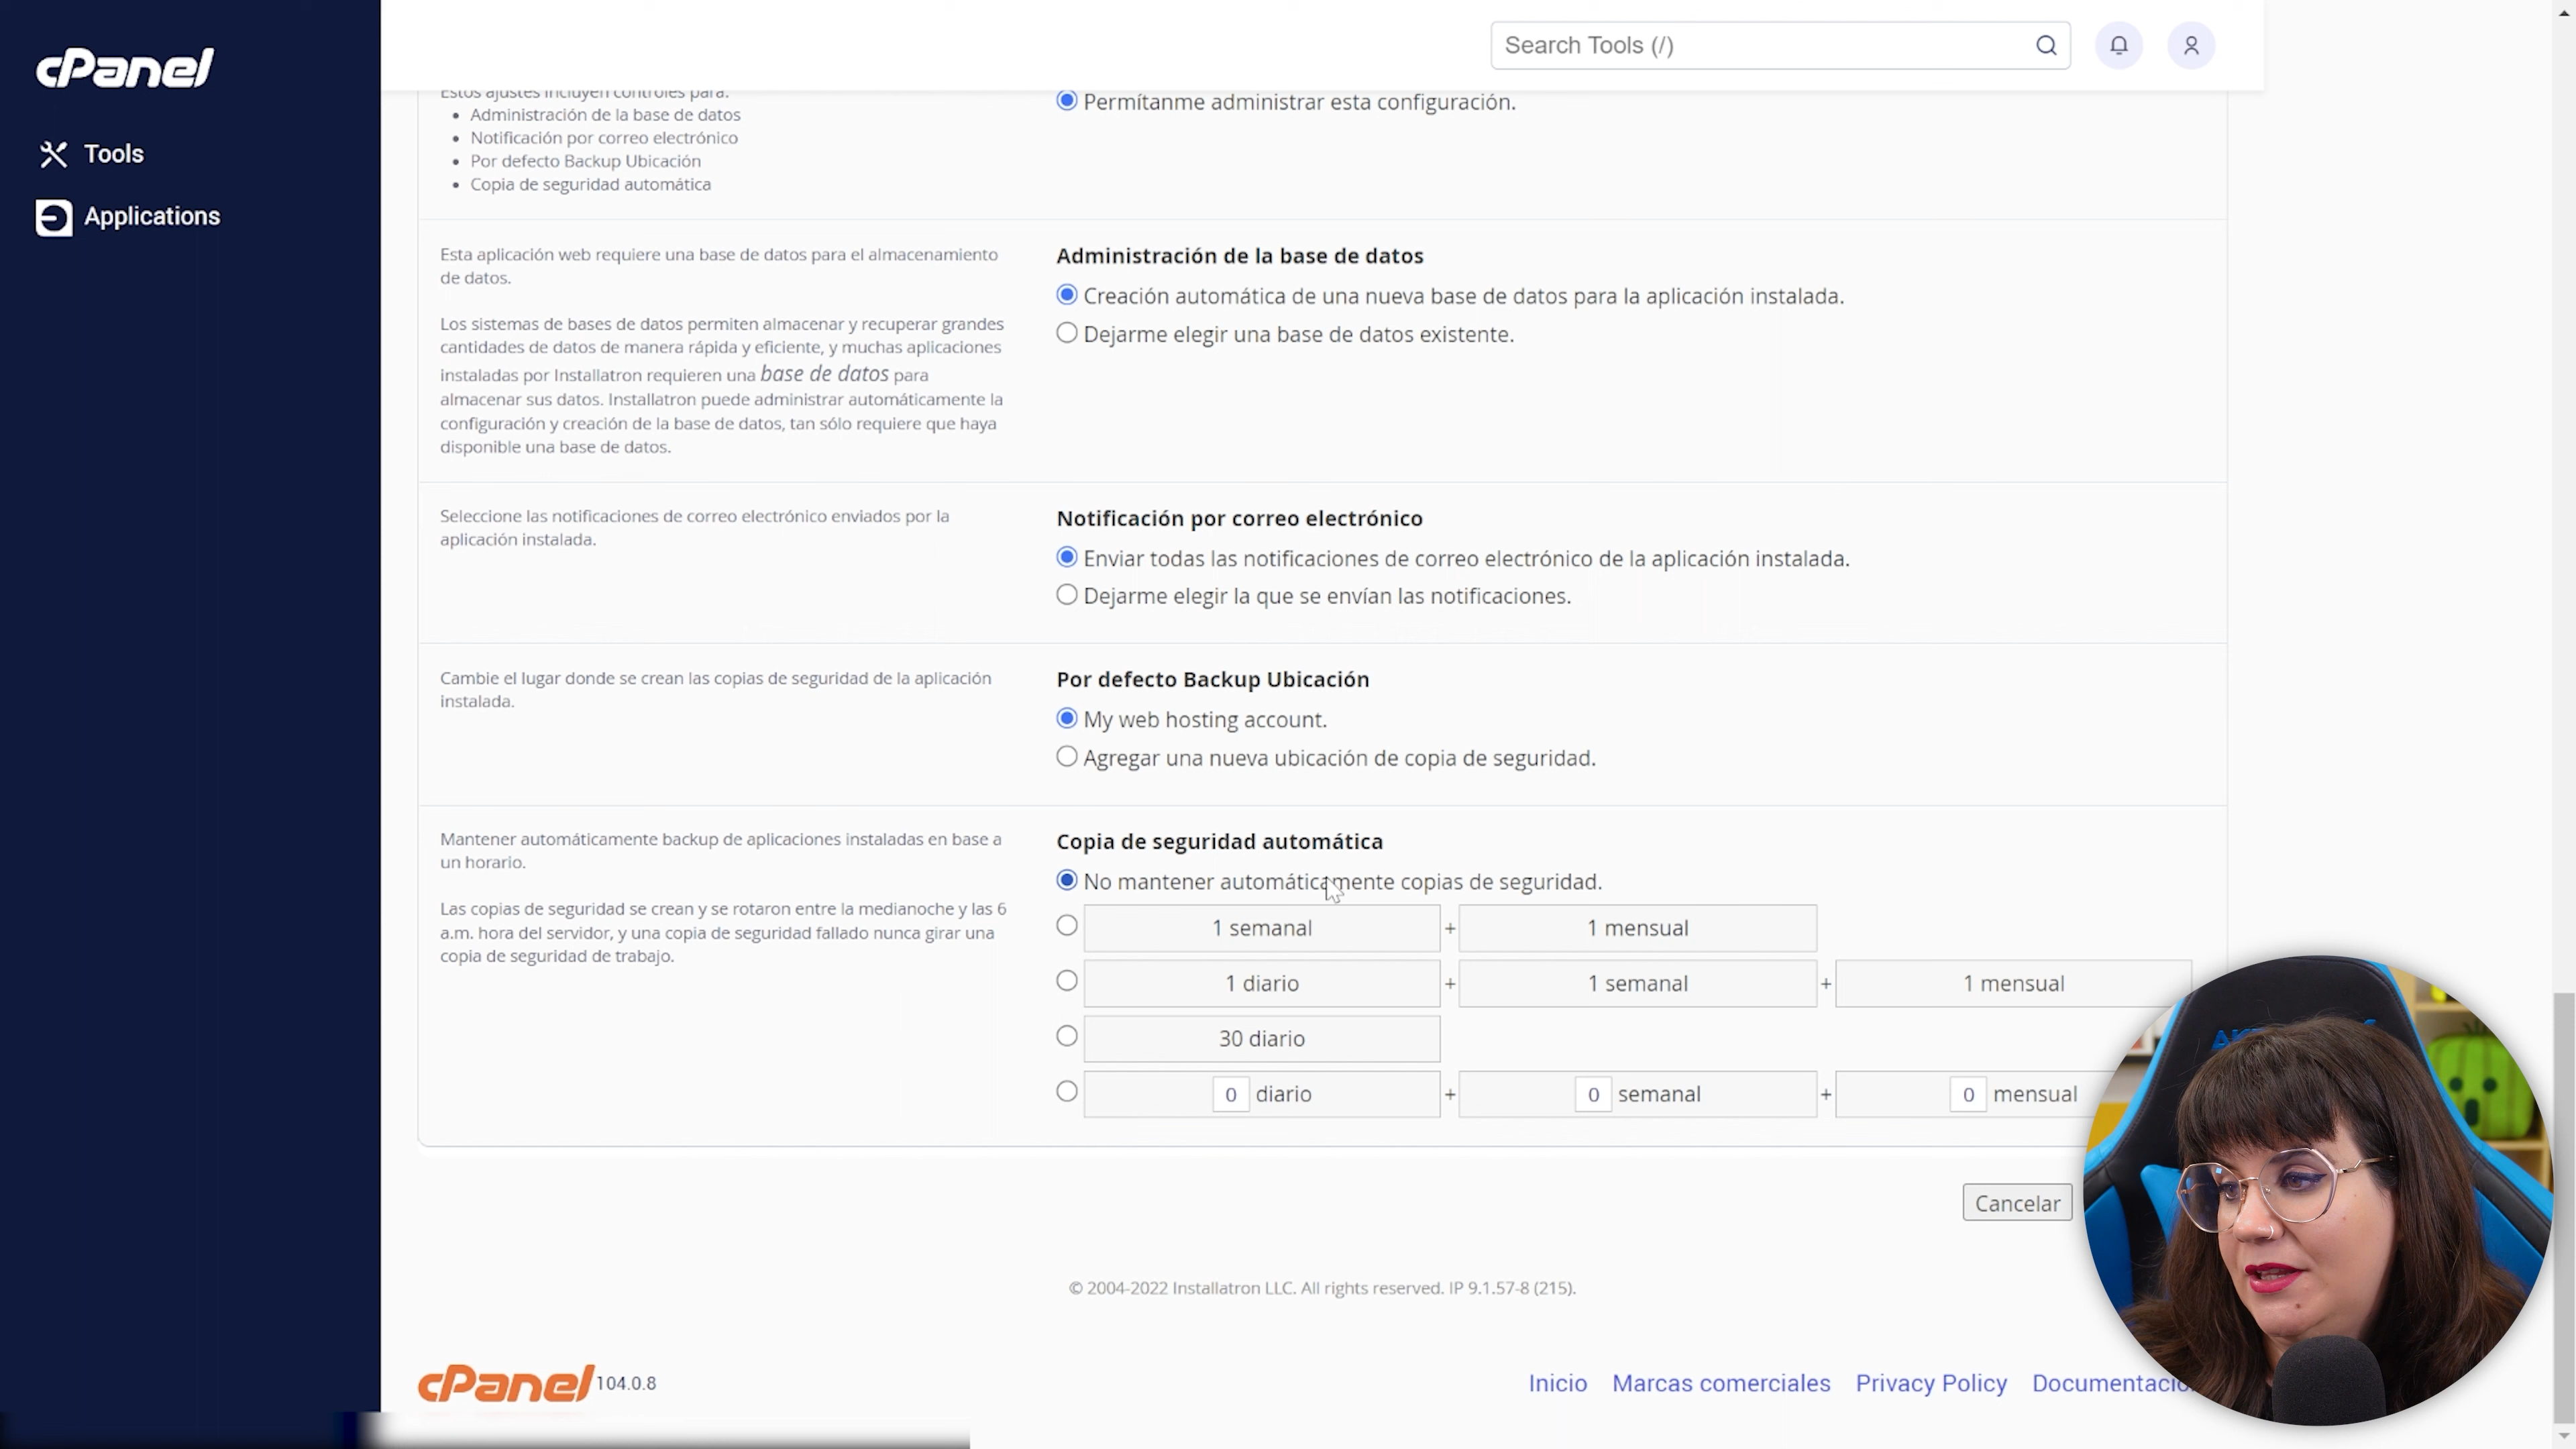 cPanel
Search Tools (/)
Tools
Applications
Estos ajustes incluyen controles para:
• Administración de la base de datos
• Notificación por correo electrónico
• Por defecto Backup Ubicación
• Copia de seguridad automática
Permítanme administrar esta configuración.
Esta aplicación web requiere una base de datos para el almacenamiento
de datos.
Los sistemas de bases de datos permiten almacenar y recuperar grandes
cantidades de datos de manera rápida y eficiente, y muchas aplicaciones
instaladas por Installatron requieren una base de datos para
almacenar sus datos. Installatron puede administrar automáticamente la
configuración y creación de la base de datos, tan sólo requiere que haya
disponible una base de datos.
Administración de la base de datos
Creación automática de una nueva base de datos para la aplicación instalada.
Dejarme elegir una base de datos existente.
Seleccione las notificaciones de correo electrónico enviados por la
aplicación instalada.
Notificación por correo electrónico
Enviar todas las notificaciones de correo electrónico de la aplicación instalada.
Dejarme elegir la que se envían las notificaciones.
Cambie el lugar donde se crean las copias de seguridad de la aplicación
instalada.
Por defecto Backup Ubicación
My web hosting account.
Agregar una nueva ubicación de copia de seguridad.
Mantener automáticamente backup de aplicaciones instaladas en base a
un horario.
Las copias de seguridad se crean y se rotaron entre la medianoche y las 6
a.m. hora del servidor, y una copia de seguridad fallado nunca girar una
copia de seguridad de trabajo.
Copia de seguridad automática
No mantener automáticamente copias de seguridad.
1 semanal + 1 mensual
1 diario + 1 semanal + 1 mensual
30 diario
0 diario + 0 semanal + 0 mensual
Cancelar
© 2004-2022 Installatron LLC. All rights reserved. IP 9.1.57-8 (215).
cPanel 104.0.8
Inicio Marcas comerciales Privacy Policy